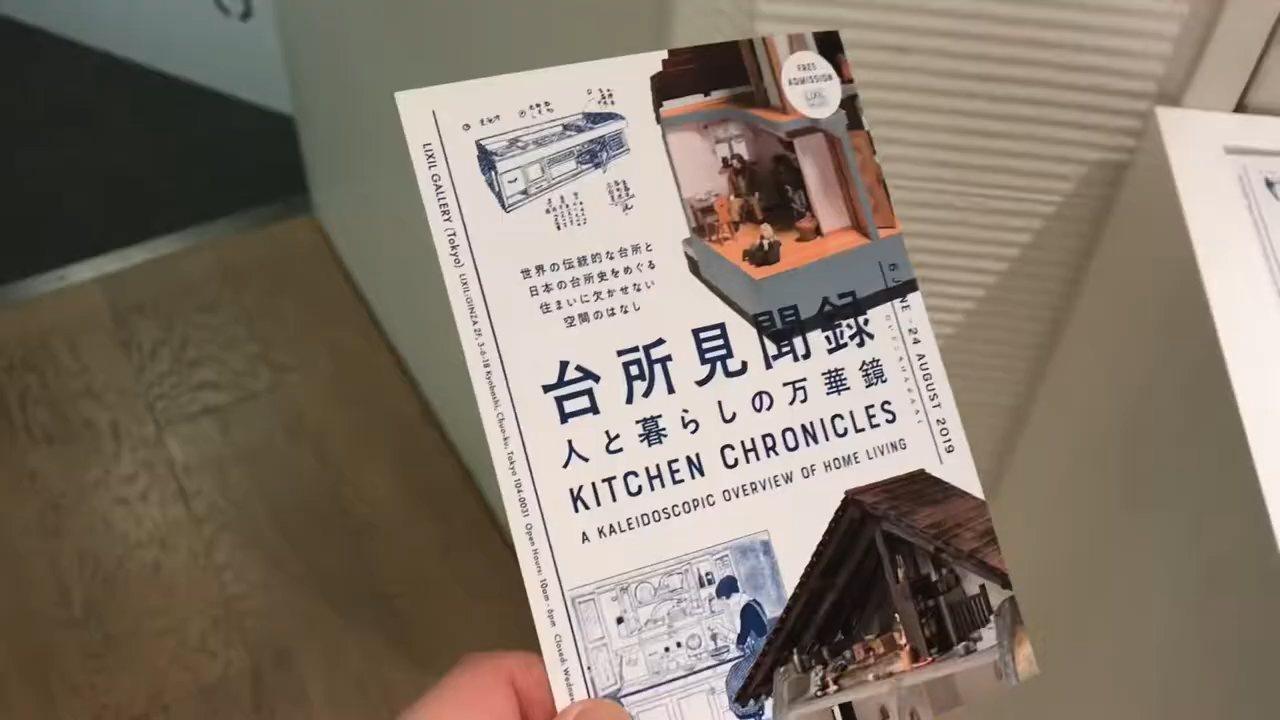 FREE
ADMISSION
世界の伝統的な台所と
日本の台所史をめぐる
住まいに欠かせない
空間のはなし
台所見聞録
人と暮らしの万華鏡
KITCHEN CHRONICLES
A KALEIDOSCOPIC OVERVIEW OF HOME LIVING
LIXIL GALLERY (Tokyo) LIXIL:GINZA 2F, 3-6-18 Kyobashi, Chuo-ku, Tokyo 104-0031 Open Hours: 10am - 6pm Closed:
JUNE - 24 AUGUST 2019